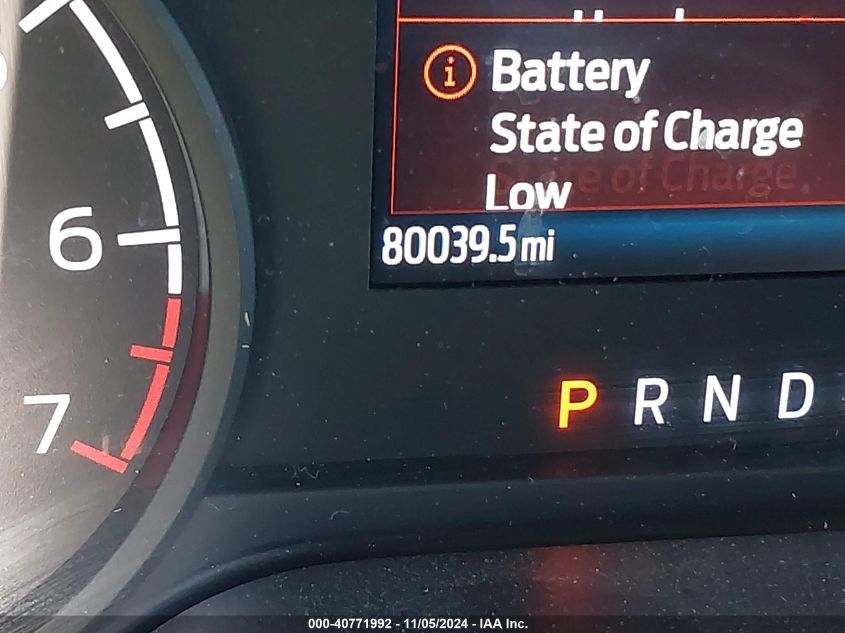 Battery
State of Charge
Low
80039.5 mi
6
7
P R N D
000-40771992 - 11/05/2024 - IAA Inc.